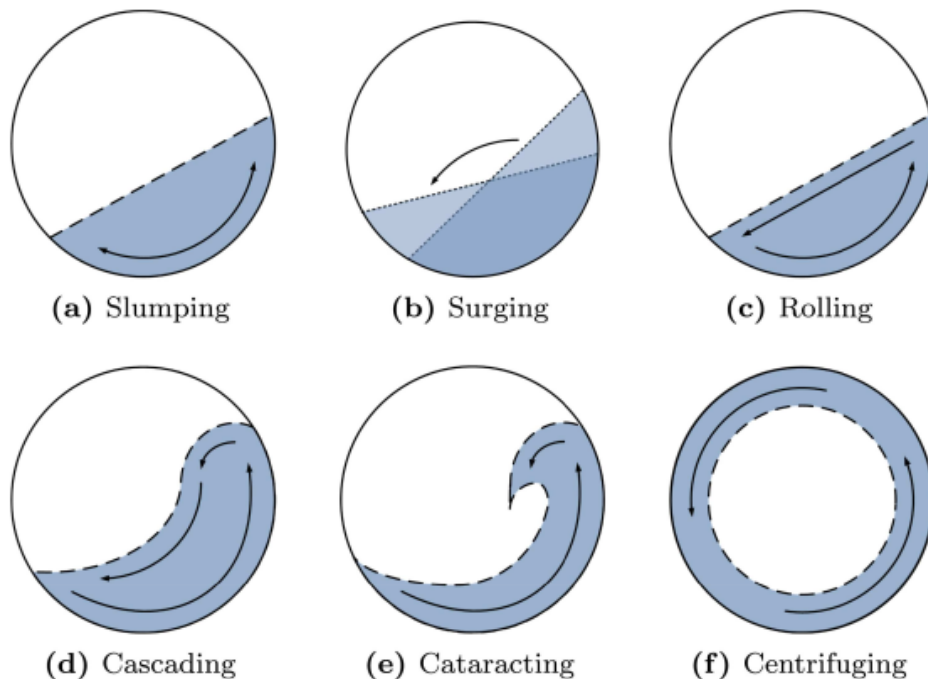 (a) Slumping
(b) Surging
(c) Rolling
(d) Cascading
(e) Cataracting
(f) Centrifuging